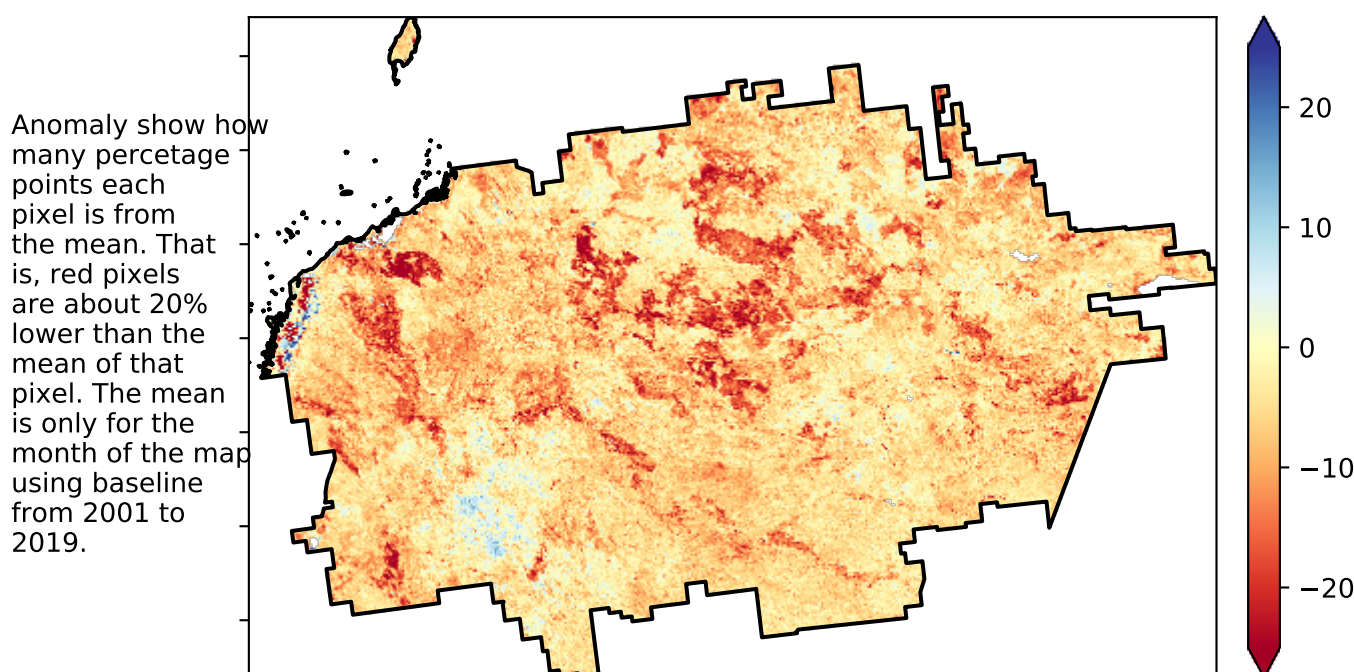 Anomaly show how
many percetage
points each
pixel is from
the mean. That
is, red pixels
are about 20%
lower than the
mean of that
pixel. The mean
is only for the
month of the map
using baseline
from 2001 to
2019.
20
10
0
−10
−20